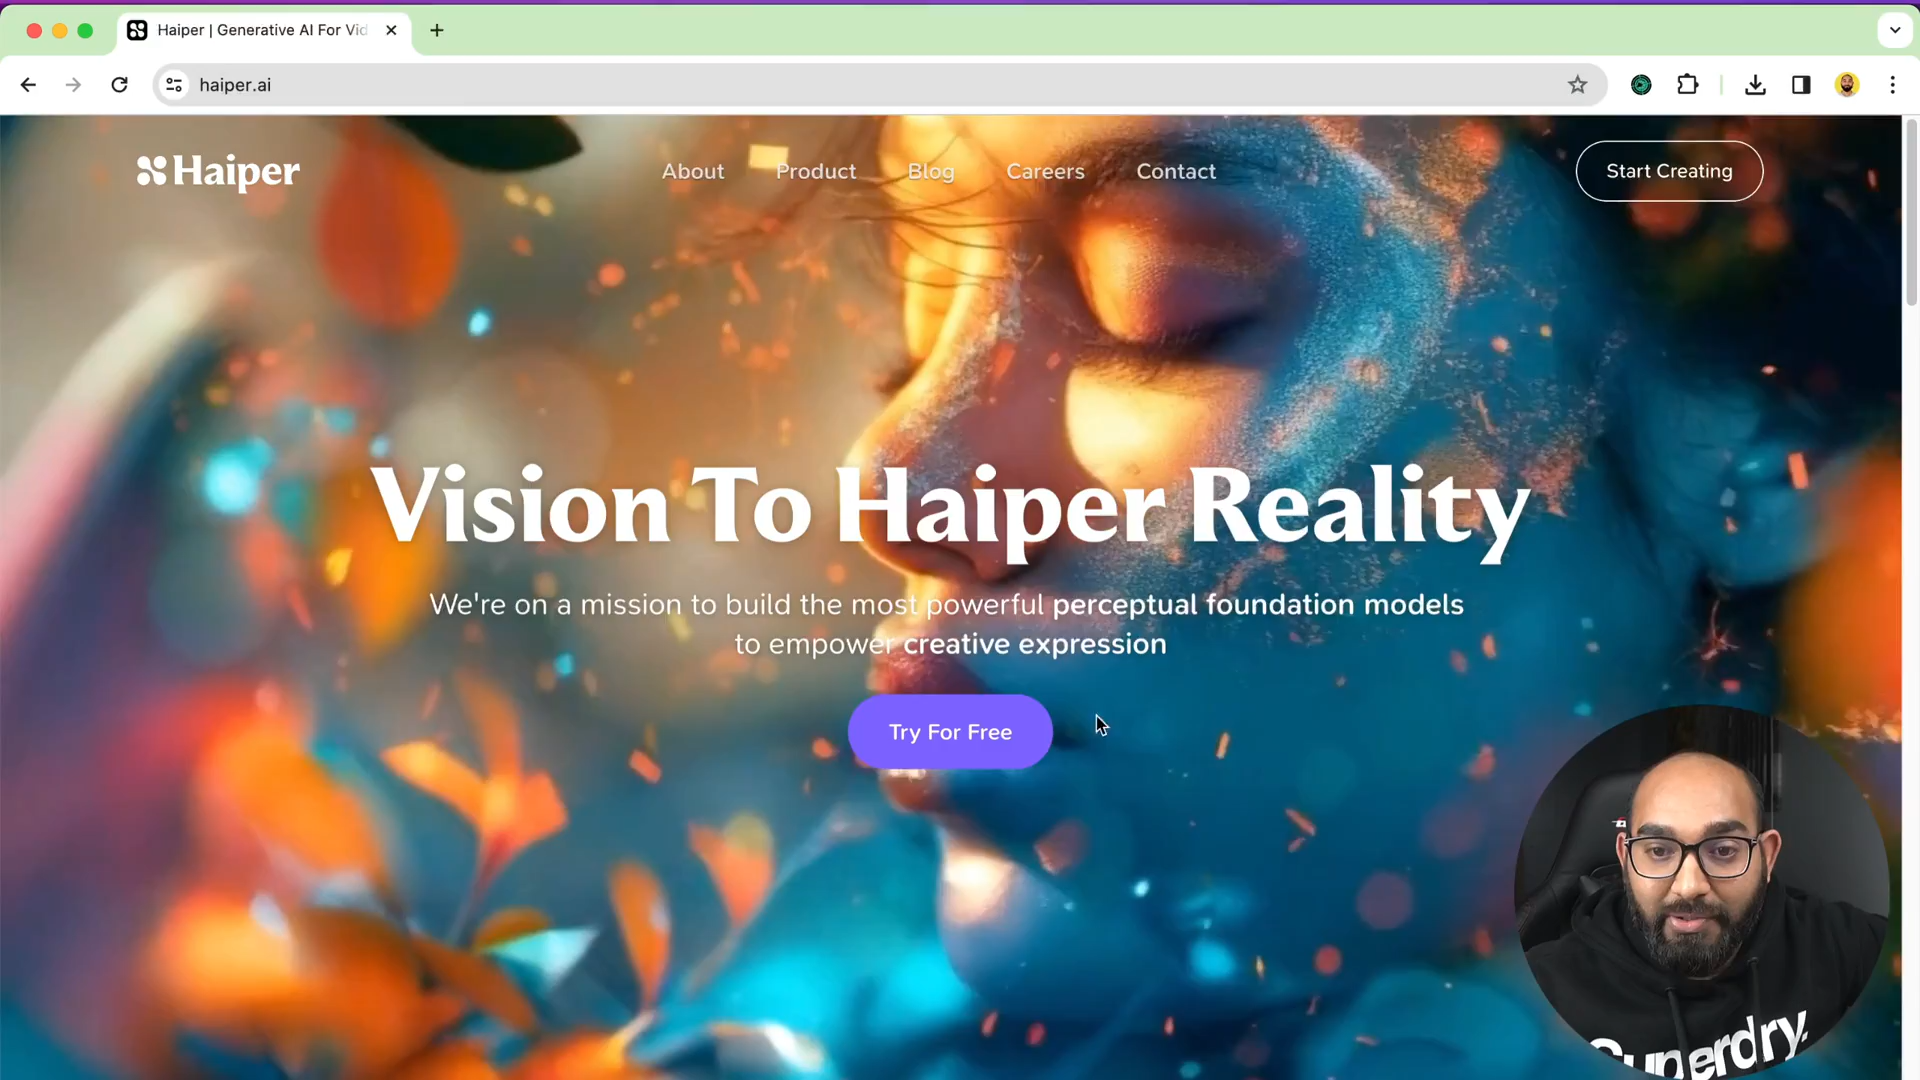 Haiper | Generative AI For Vid
haiper.ai
Haiper
About
Product
Blog
Careers
Contact
Start Creating
Vision To Haiper Reality
We're on a mission to build the most powerful perceptual foundation models
to empower creative expression
Try For Free
Superdry.